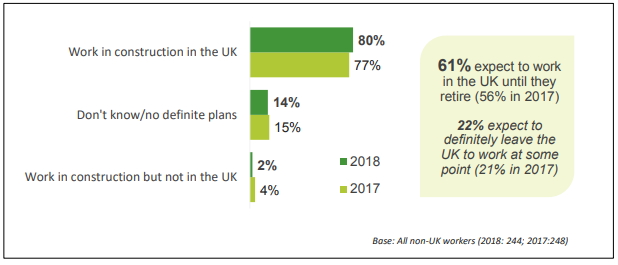 Work in construction in the UK
80%
77%
Don't know/no definite plans
14%
15%
Work in construction but not in the UK
2%
4%
2018
2017
61% expect to work
in the UK until they
retire (56% in 2017)
22% expect to
definitely leave the
UK to work at some
point (21% in 2017)
Base: All non-UK workers (2018: 244; 2017:248)